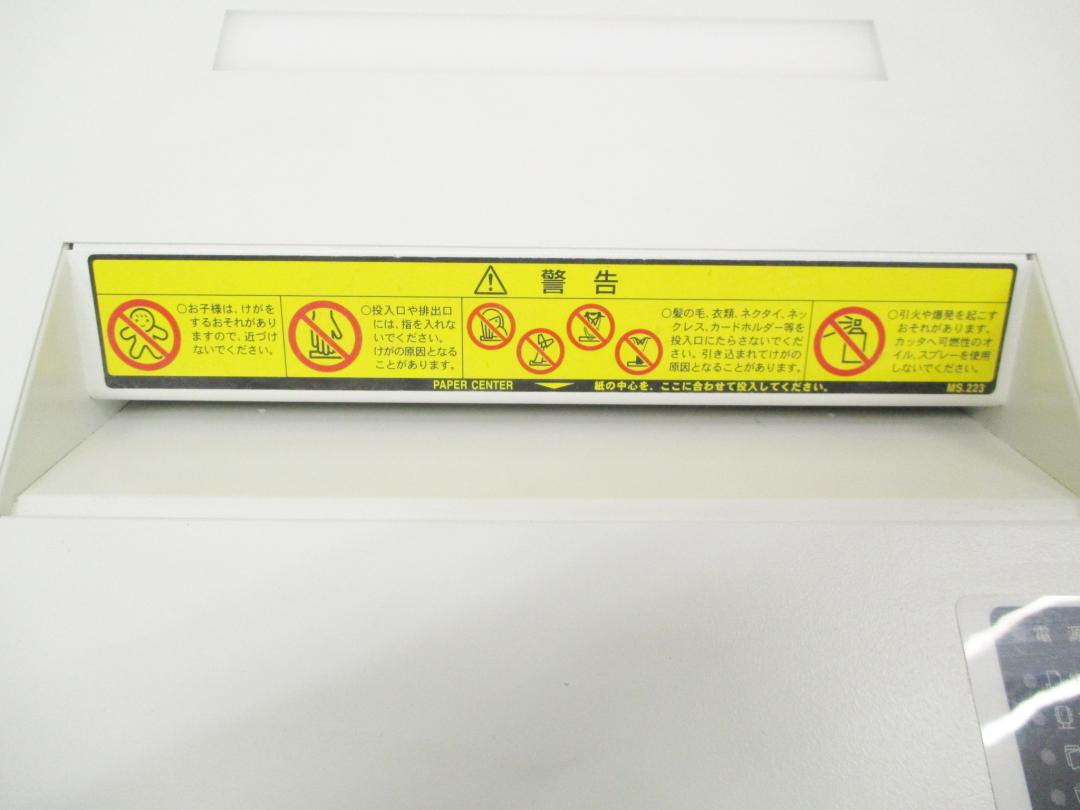 警告
○お子様は、けがを
するおそれがあり
ますので、近づけ
ないでください。
○投入口や排出口
には、指を入れな
いでください。
けがの原因となる
ことがあります。
○髪の毛、衣類、ネクタイ、ネッ
クレス、カードホルダー等を
投入口にたらさないでくだ
さい。引き込まれてけがの
原因となることがあります。
○引火や爆発を起こす
おそれがあります。
カッタへ可燃性のオ
イル、スプレーを使用
しないでください。
PAPER CENTER 紙の中心を、ここに合わせて投入してください。 MS.223
電源